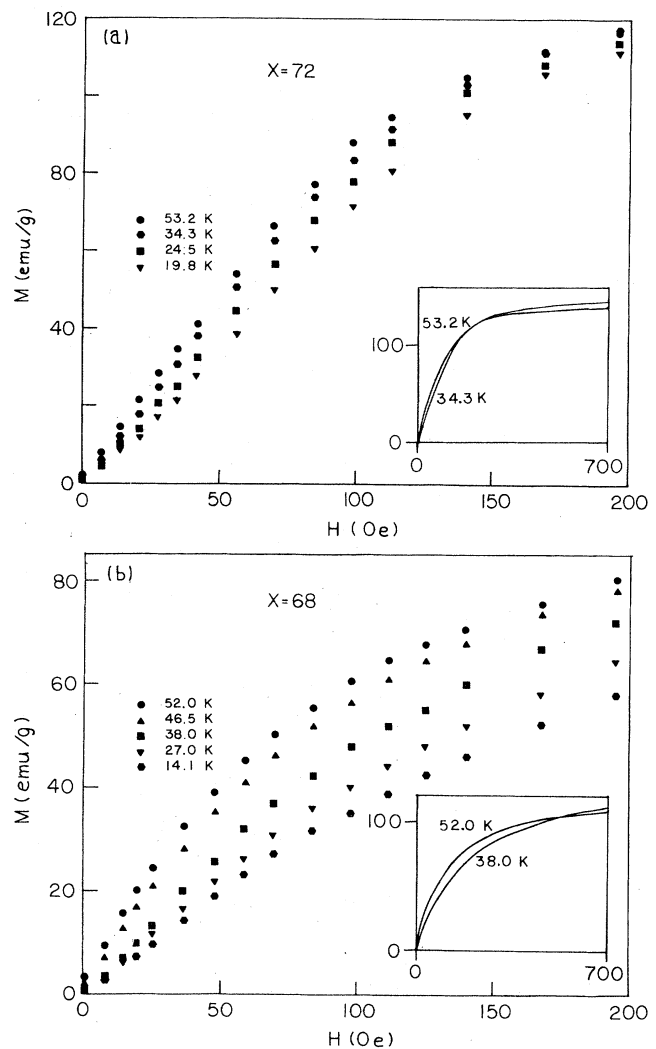 120
(a)
X=72
80
M (emu/g)
53.2 K
34.3 K
24.5 K
19.8 K
40
53.2 K
100
34.3 K
0
0
700
0
0
50
100
150
200
H (Oe)
(b)
80
X=68
60
M (emu/g)
52.0 K
46.5 K
38.0 K
27.0 K
14.1 K
40
52.0 K
100
38.0 K
20
0
0
700
0
0
50
100
150
200
H (Oe)